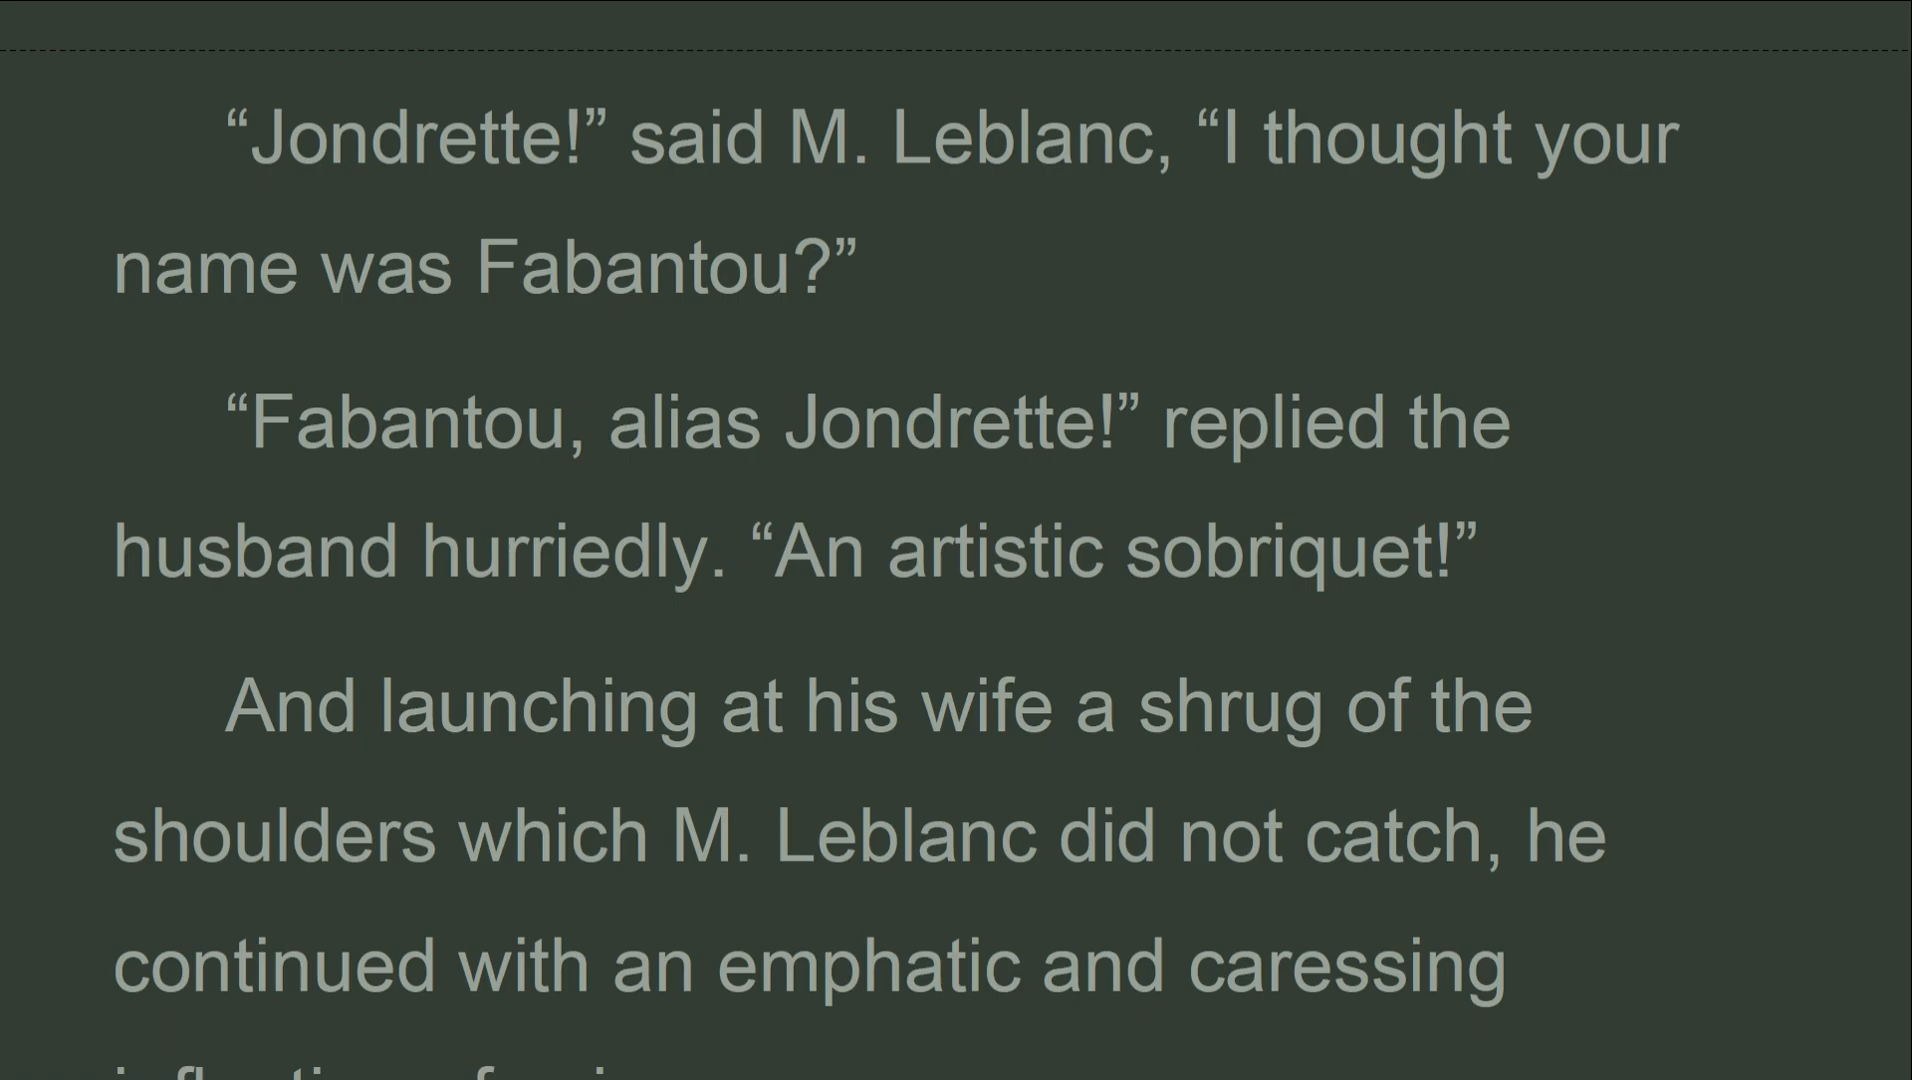 “Jondrette!” said M. Leblanc, “I thought your
name was Fabantou?”
“Fabantou, alias Jondrette!” replied the
husband hurriedly. “An artistic sobriquet!”
And launching at his wife a shrug of the
shoulders which M. Leblanc did not catch, he
continued with an emphatic and caressing